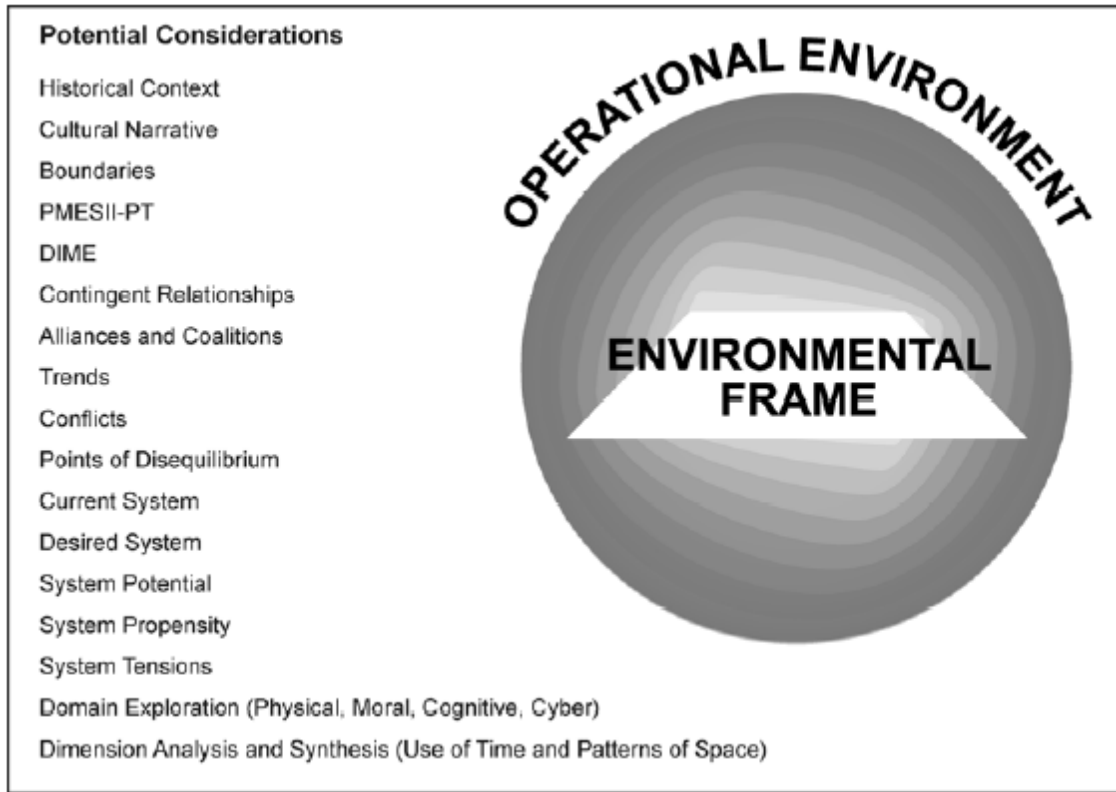 Potential Considerations
Historical Context
Cultural Narrative
Boundaries
PMESII-PT
DIME
Contingent Relationships
Alliances and Coalitions
Trends
Conflicts
Points of Disequilibrium
Current System
Desired System
System Potential
System Propensity
System Tensions
Domain Exploration (Physical, Moral, Cognitive, Cyber)
Dimension Analysis and Synthesis (Use of Time and Patterns of Space)
OPERATIONAL ENVIRONMENT
ENVIRONMENTAL
FRAME